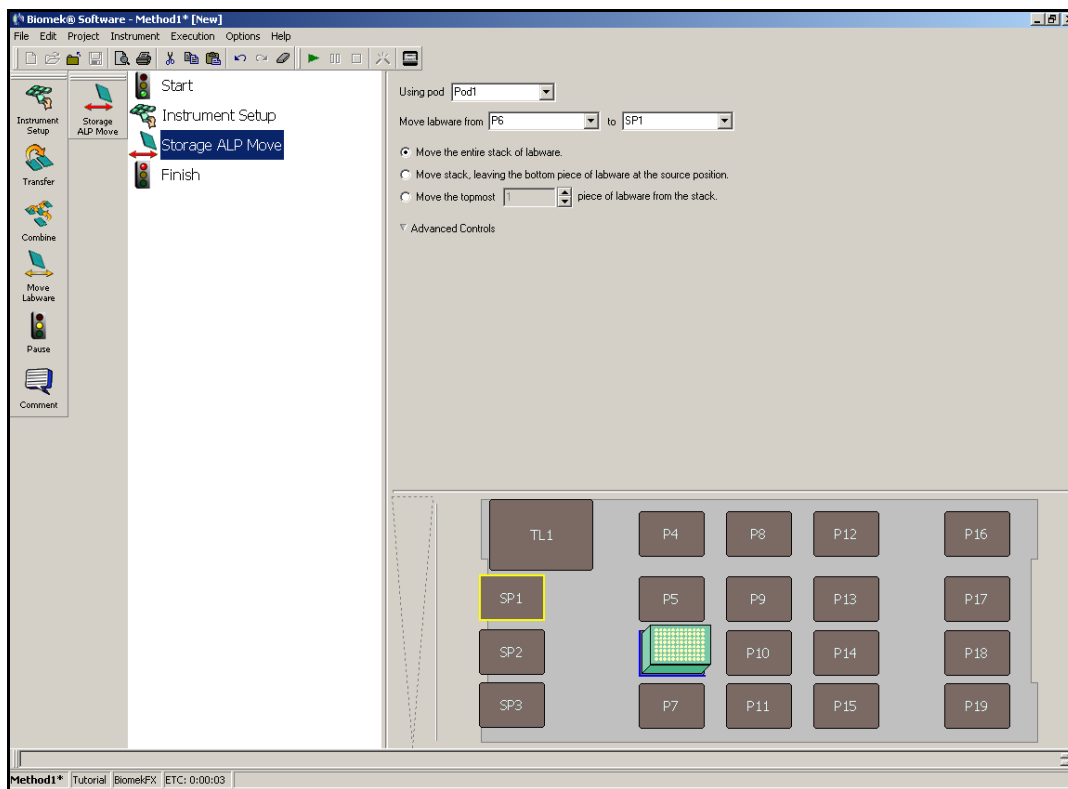 Biomek® Software - Method1* [New]
File Edit Project Instrument Execution Options Help
Instrument Setup
Transfer
Combine
Move Labware
Pause
Comment
Storage ALP Move
Start
Instrument Setup
Storage ALP Move
Finish
Using pod Pod1
Move labware from P6 to SP1
Move the entire stack of labware.
Move stack, leaving the bottom piece of labware at the source position.
Move the topmost 1 piece of labware from the stack.
Advanced Controls
TL1 P4 P8 P12 P16
SP1 P5 P9 P13 P17
SP2 P10 P14 P18
SP3 P7 P11 P15 P19
Method1* Tutorial BiomekFX ETC: 0:00:03